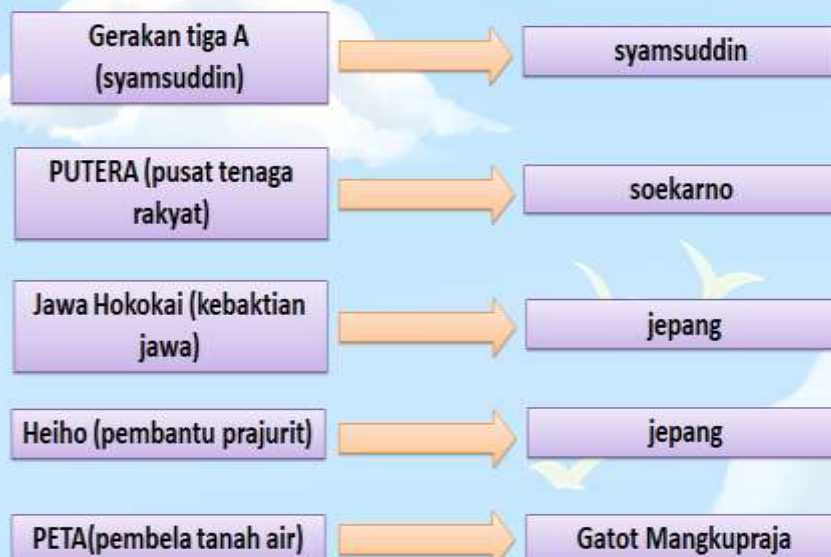 Gerakan tiga A
(syamsuddin)
syamsuddin
PUTERA (pusat tenaga
rakyat)
soekarno
Jawa Hokokai (kebaktian
jawa)
jepang
Heiho (pembantu prajurit)
jepang
PETA(pembela tanah air)
Gatot Mangkupraja